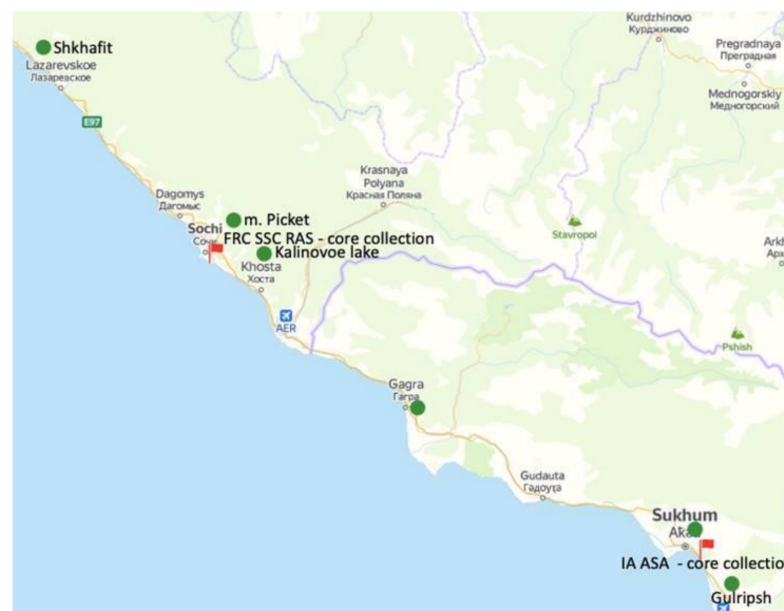 Shkhafit
Lazarevskoe
Лазаревское
E97
Kurdzhinovo
Курджиново
Pregradnaya
Преградная
Mednogorskiy
Медногорский
Krasnaya
Polyana
Красная Поляна
Dagomys
Дагомыс
m. Picket
Sochi
FRC SSC RAS - core collection
Kalinovoe lake
Khosta
Хоста
AER
Stavropol
Pshish
Gagra
Гагра
Gudauta
Гәдоуҭа
Sukhum
IA ASA - core collectio
Gulripsh